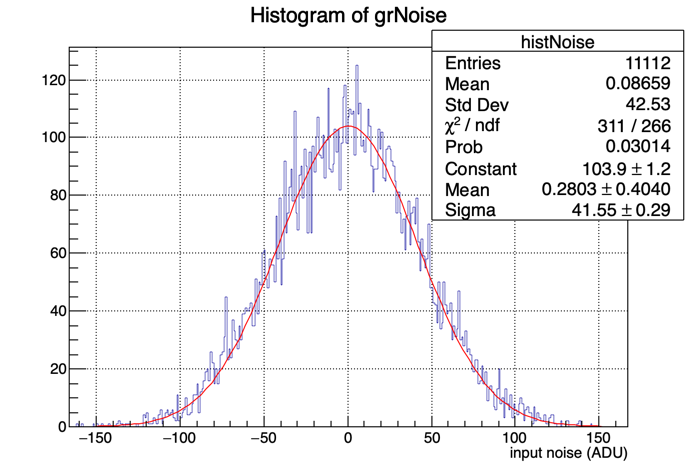 Histogram of grNoise
histNoise
Entries 11112
Mean 0.08659
Std Dev 42.53
χ² / ndf 311 / 266
Prob 0.03014
Constant 103.9 ± 1.2
Mean 0.2803 ± 0.4040
Sigma 41.55 ± 0.29
120
100
80
60
40
20
0
−150 −100 −50 0 50 100 150
input noise (ADU)